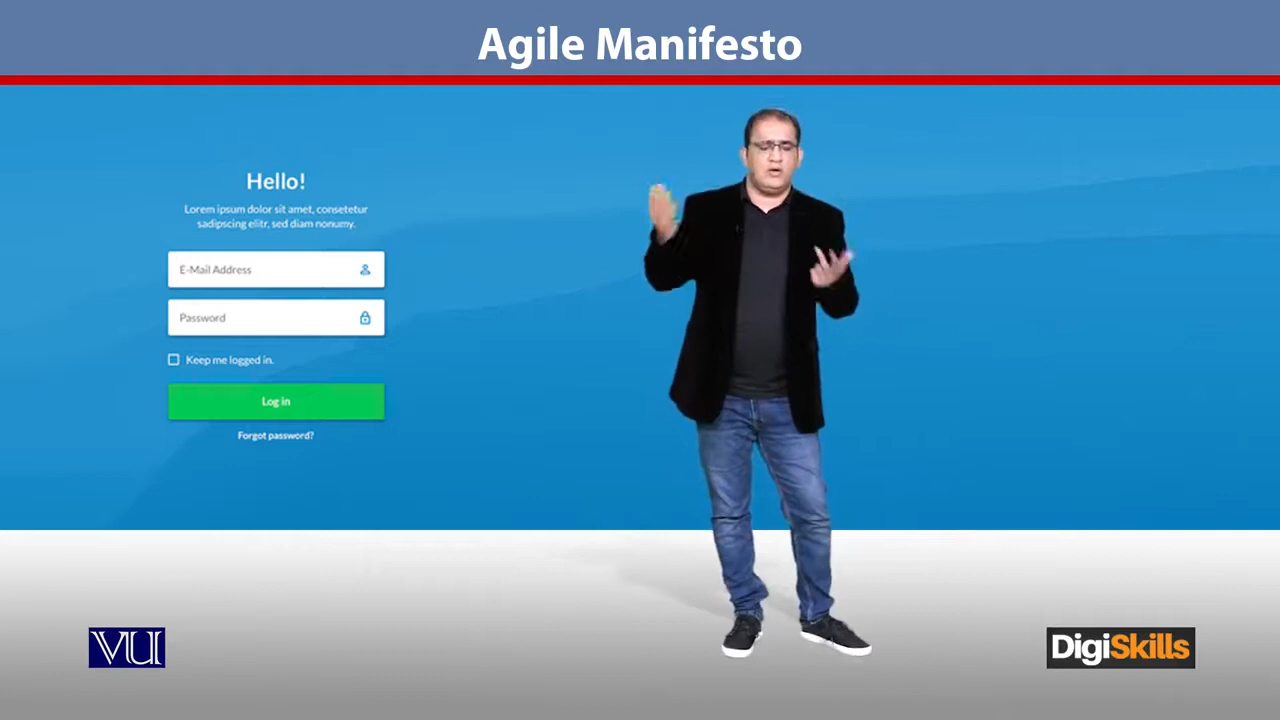 Agile Manifesto
Hello!
Lorem ipsum dolor sit amet, consetetur
sadipscing elitr, sed diam nonumy.
E-Mail Address
Password
Keep me logged in.
Log in
Forgot password?
VU
DigiSkills